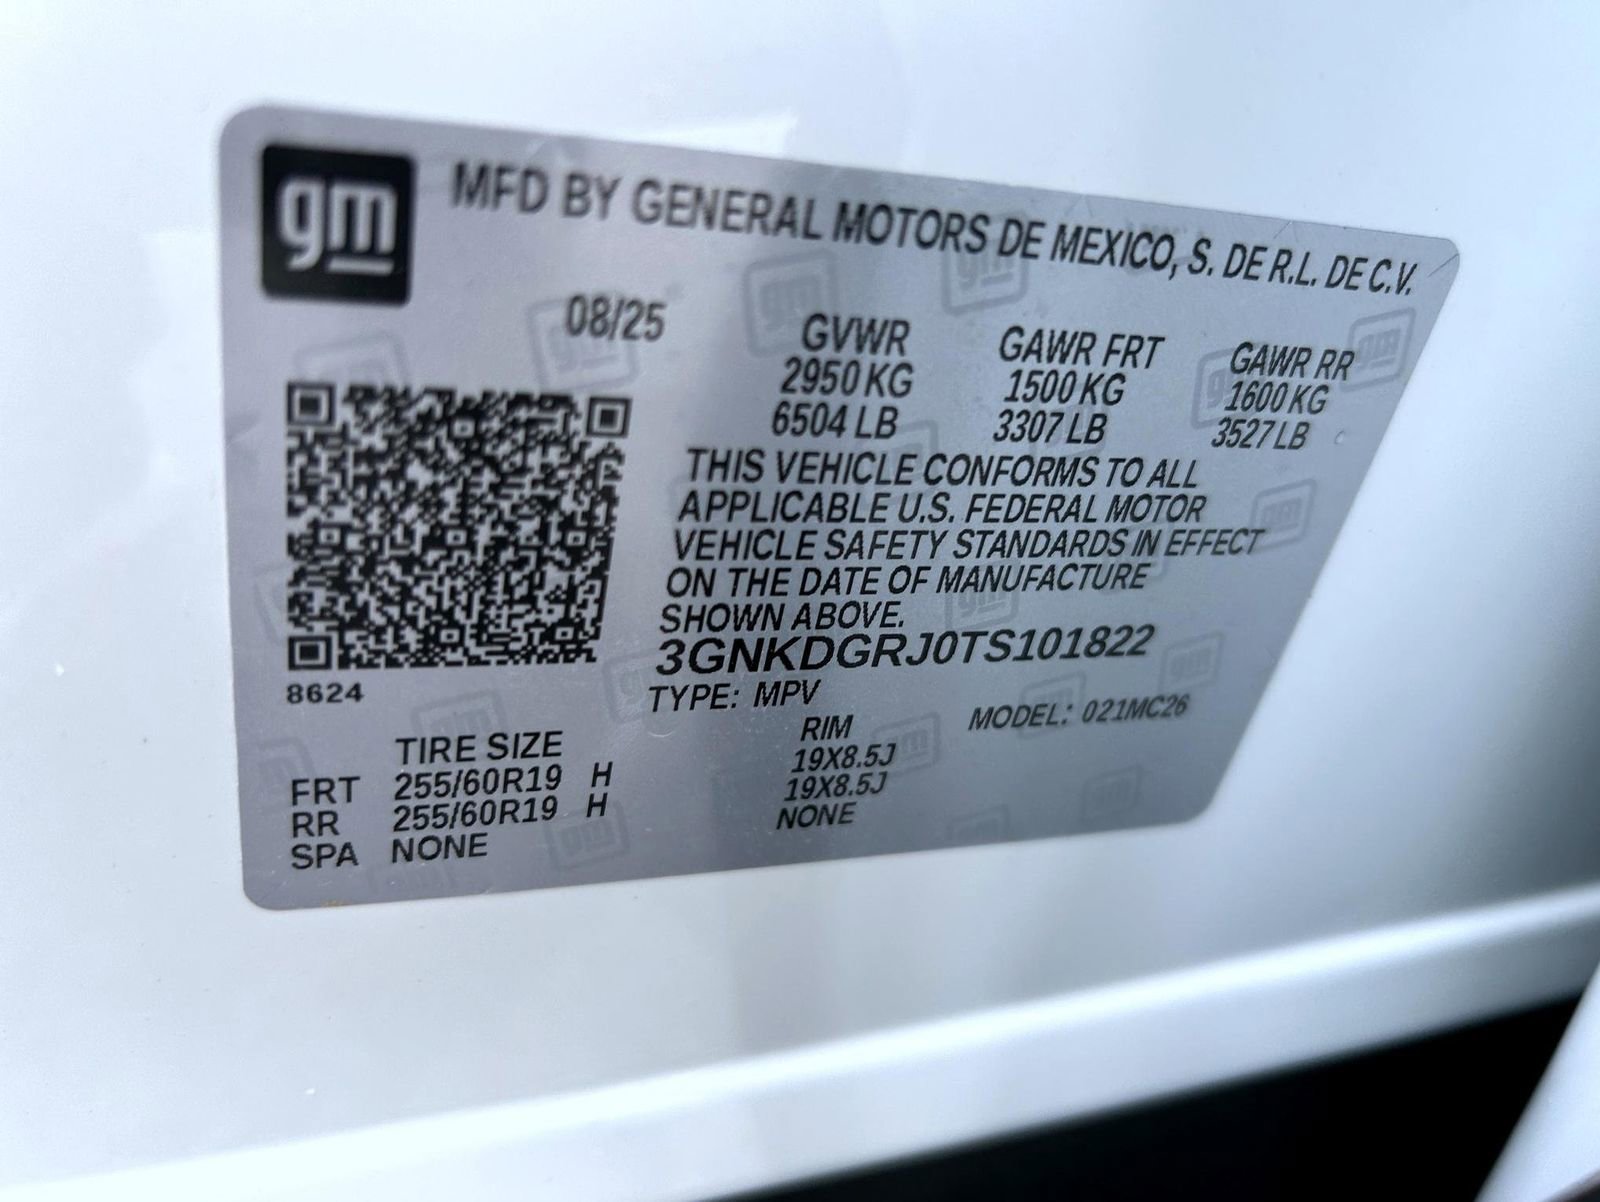 gm
MFD BY GENERAL MOTORS DE MEXICO, S. DE R.L. DE C.V.
08/25
GVWR GAWR FRT GAWR RR
2950 KG 1500 KG 1600 KG
6504 LB 3307 LB 3527 LB
THIS VEHICLE CONFORMS TO ALL
APPLICABLE U.S. FEDERAL MOTOR
VEHICLE SAFETY STANDARDS IN EFFECT
ON THE DATE OF MANUFACTURE
SHOWN ABOVE.
3GNKDGRJ0TS101822
8624
TYPE: MPV MODEL: 021MC26
TIRE SIZE RIM
FRT 255/60R19 H 19X8.5J
RR 255/60R19 H 19X8.5J
SPA NONE NONE